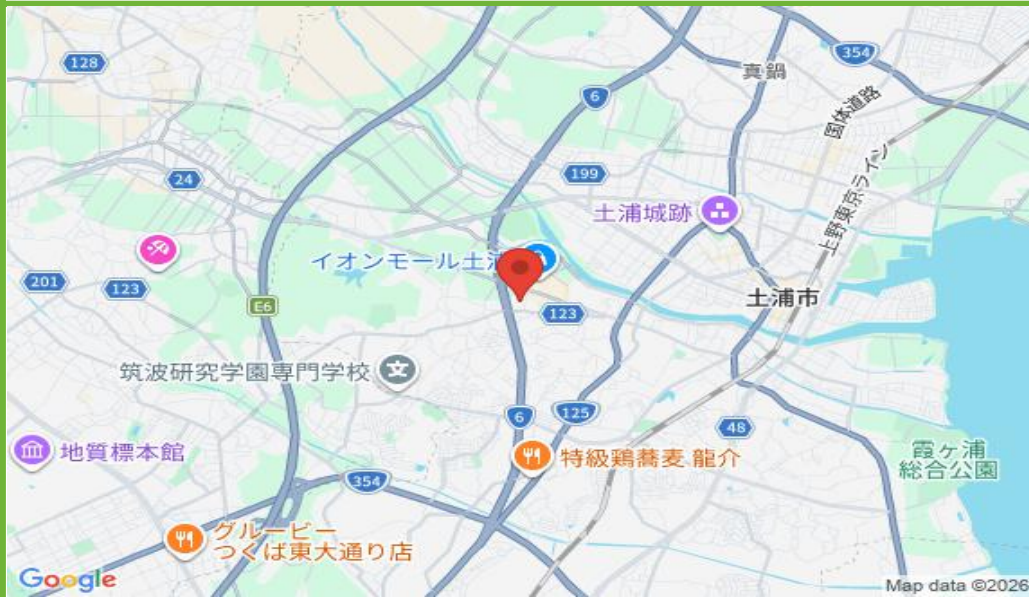 128
354
真鍋
6
国体道路
199
24
上野東京ライン
土浦城跡
イオンモール土浦
201
123
土浦市
E6
123
筑波研究学園専門学校
6
125
48
地質標本館
特級鶏蕎麦 龍介
霞ヶ浦
総合公園
354
グルービー
つくば東大通り店
Google
Map data ©2026